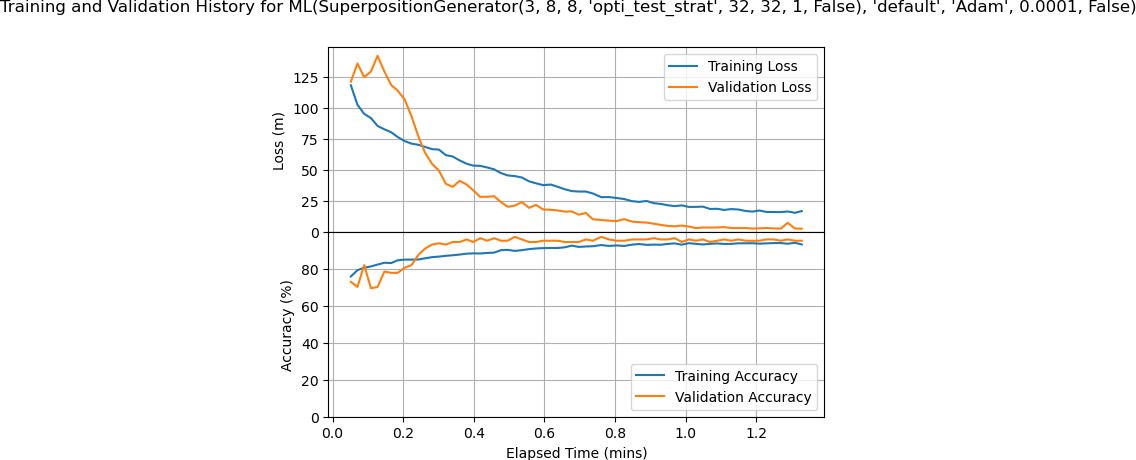 Training and Validation History for ML(SuperpositionGenerator(3, 8, 8, 'opti_test_strat', 32, 32, 1, False), 'default', 'Adam', 0.0001, False)
125
100
75
50
25
0
Loss (m)
Training Loss
Validation Loss
80
60
40
20
0
Accuracy (%)
Training Accuracy
Validation Accuracy
0.0 0.2 0.4 0.6 0.8 1.0 1.2
Elapsed Time (mins)